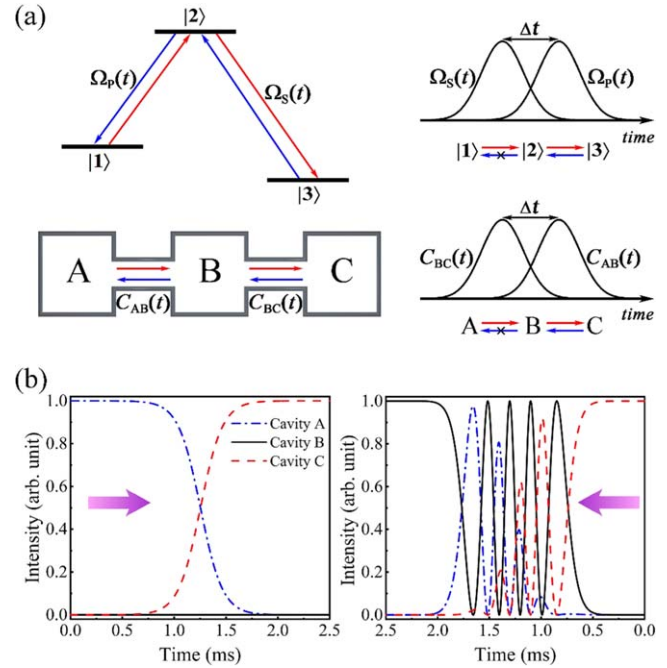 (a)
|2⟩
Ω_P(t)
Ω_S(t)
|1⟩
|3⟩
Δt
Ω_S(t)
Ω_P(t)
time
|1⟩ |2⟩ |3⟩
A B C
C_AB(t) C_BC(t)
Δt
C_BC(t)
C_AB(t)
time
A B C
(b)
Intensity (arb. unit)
1.0
0.8
0.6
0.4
0.2
0.0
Cavity A
Cavity B
Cavity C
0.0 0.5 1.0 1.5 2.0 2.5
Time (ms)
Intensity (arb. unit)
1.0
0.8
0.6
0.4
0.2
0.0
2.5 2.0 1.5 1.0 0.5 0.0
Time (ms)